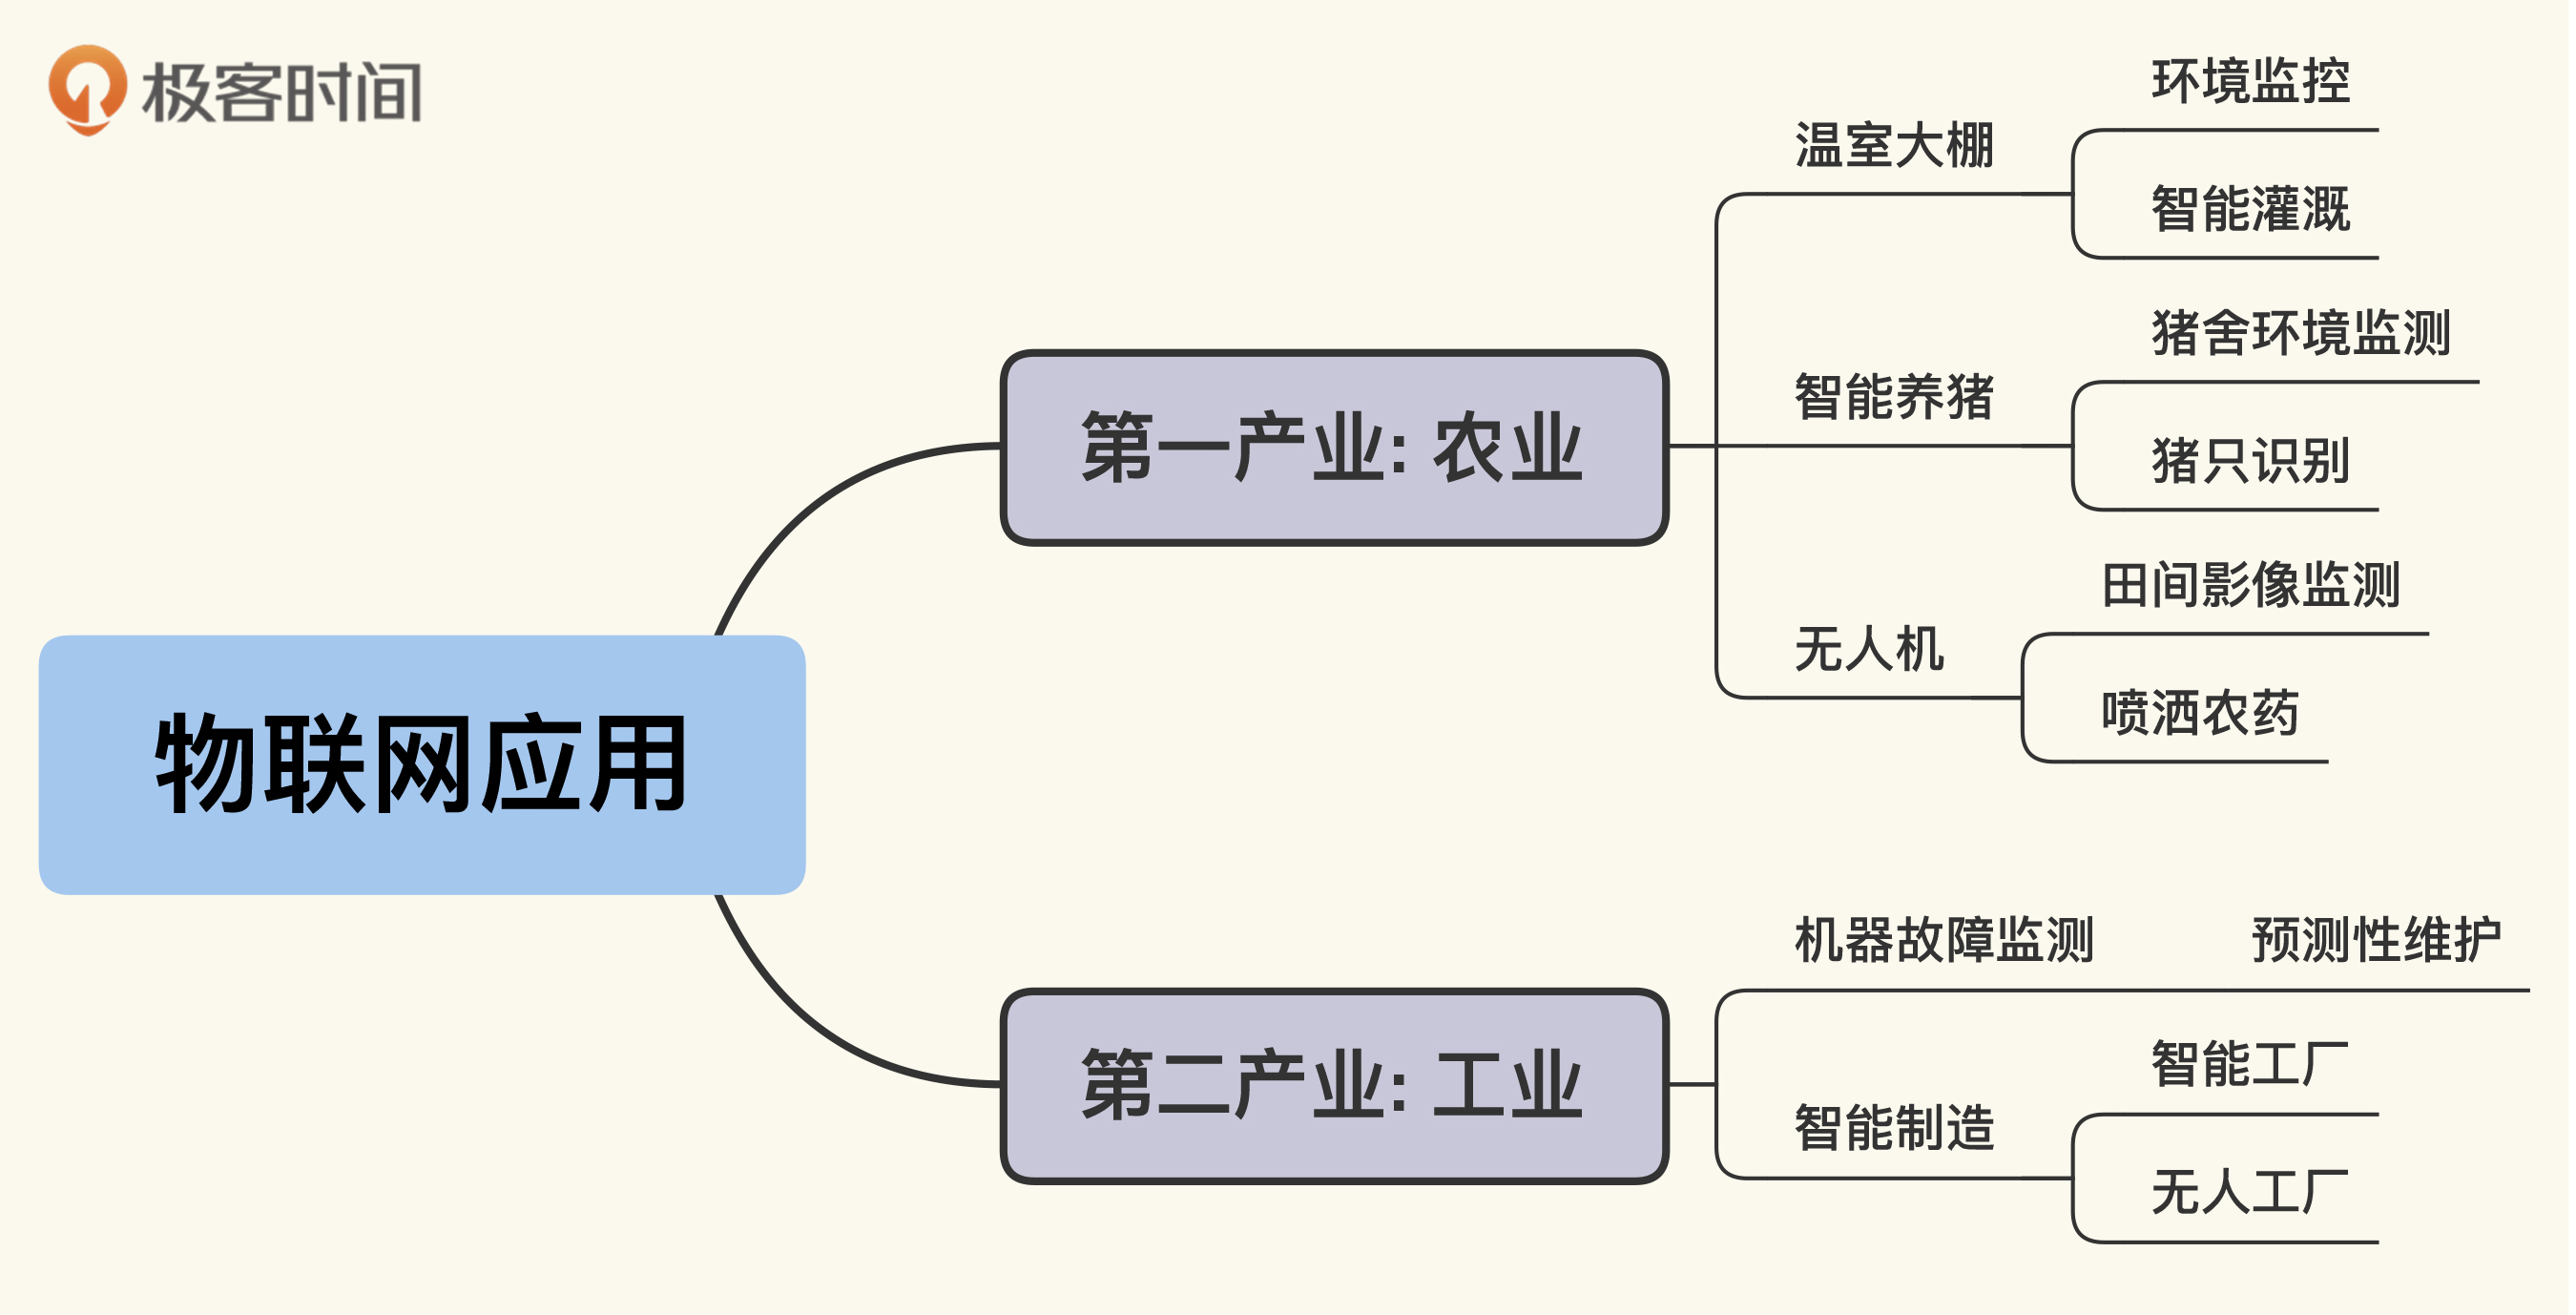 极客时间
物联网应用
第一产业: 农业
温室大棚
环境监控
智能灌溉
智能养猪
猪舍环境监测
猪只识别
无人机
田间影像监测
喷洒农药
第二产业: 工业
机器故障监测
预测性维护
智能制造
智能工厂
无人工厂